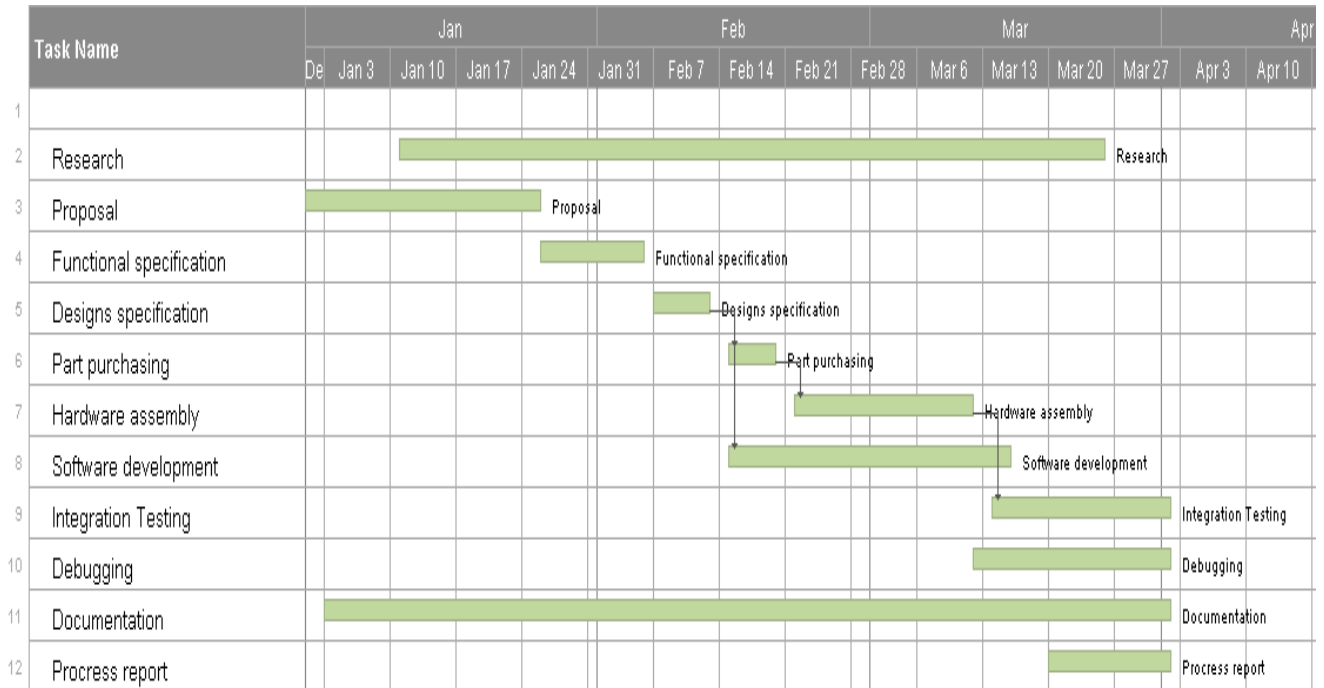 Task Name
Jan Feb Mar Apr
De Jan 3 Jan 10 Jan 17 Jan 24 Jan 31 Feb 7 Feb 14 Feb 21 Feb 28 Mar 6 Mar 13 Mar 20 Mar 27 Apr 3 Apr 10
1
2 Research Research
3 Proposal Proposal
4 Functional specification Functional specification
5 Designs specification Designs specification
6 Part purchasing Part purchasing
7 Hardware assembly Hardware assembly
8 Software development Software development
9 Integration Testing Integration Testing
10 Debugging Debugging
11 Documentation Documentation
12 Procress report Procress report